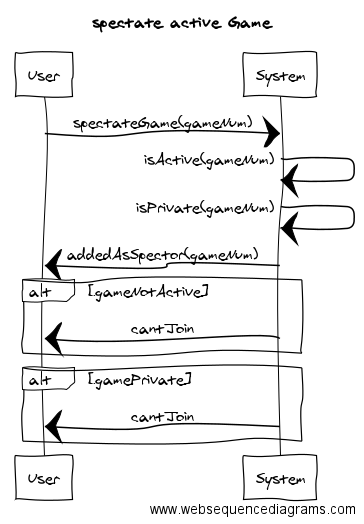 spectate active Game
User
System
spectateGame(gameNum)
isActive(gameNum)
isPrivate(gameNum)
addedAsSpector(gameNum)
alt [gameNotActive]
cantJoin
alt [gamePrivate]
cantJoin
User
System
www.websequencediagrams.com